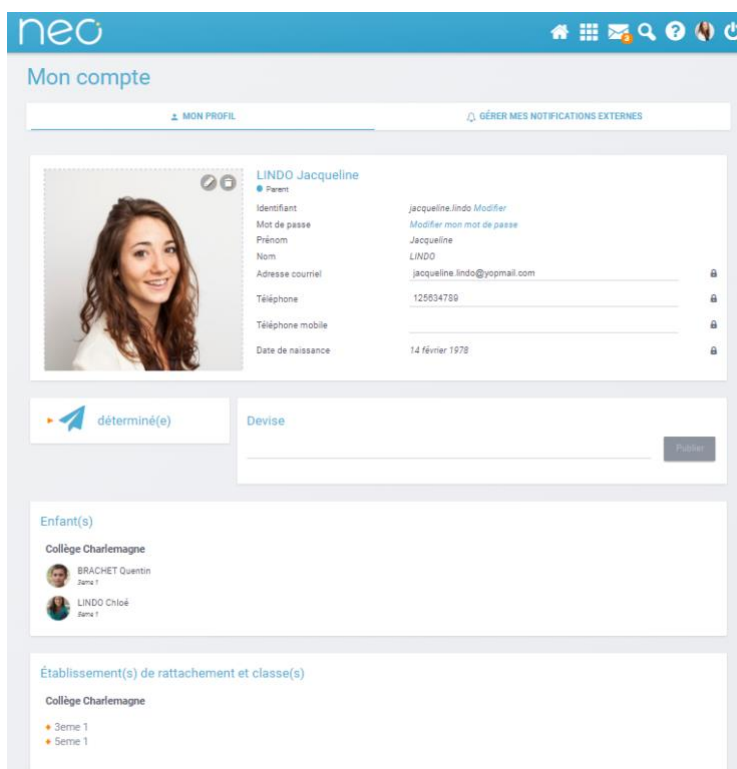 neo
Mon compte
MON PROFIL
GÉRER MES NOTIFICATIONS EXTERNES
LINDO Jacqueline
Parent
Identifiant jacqueline.lindo Modifier
Mot de passe Modifier mon mot de passe
Prénom Jacqueline
Nom LINDO
Adresse courriel jacqueline.lindo@yopmail.com
Téléphone 125634789
Téléphone mobile
Date de naissance 14 février 1978
déterminé(e)
Devise
Publier
Enfant(s)
Collège Charlemagne
BRACHET Quentin
LINDO Chloé
Établissement(s) de rattachement et classe(s)
Collège Charlemagne
3eme 1
5eme 1